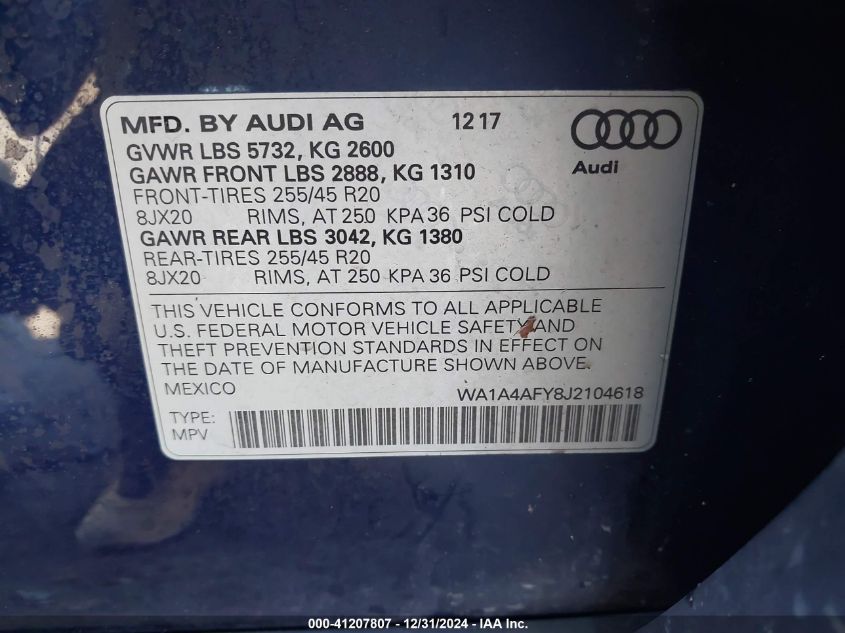 MFD. BY AUDI AG 12 17
GVWR LBS 5732, KG 2600
GAWR FRONT LBS 2888, KG 1310
Audi
FRONT-TIRES 255/45 R20
8JX20 RIMS, AT 250 KPA 36 PSI COLD
GAWR REAR LBS 3042, KG 1380
REAR-TIRES 255/45 R20
8JX20 RIMS, AT 250 KPA 36 PSI COLD
THIS VEHICLE CONFORMS TO ALL APPLICABLE
U.S. FEDERAL MOTOR VEHICLE SAFETY AND
THEFT PREVENTION STANDARDS IN EFFECT ON
THE DATE OF MANUFACTURE SHOWN ABOVE.
MEXICO WA1A4AFY8J2104618
TYPE:
MPV
000-41207807 - 12/31/2024 - IAA Inc.